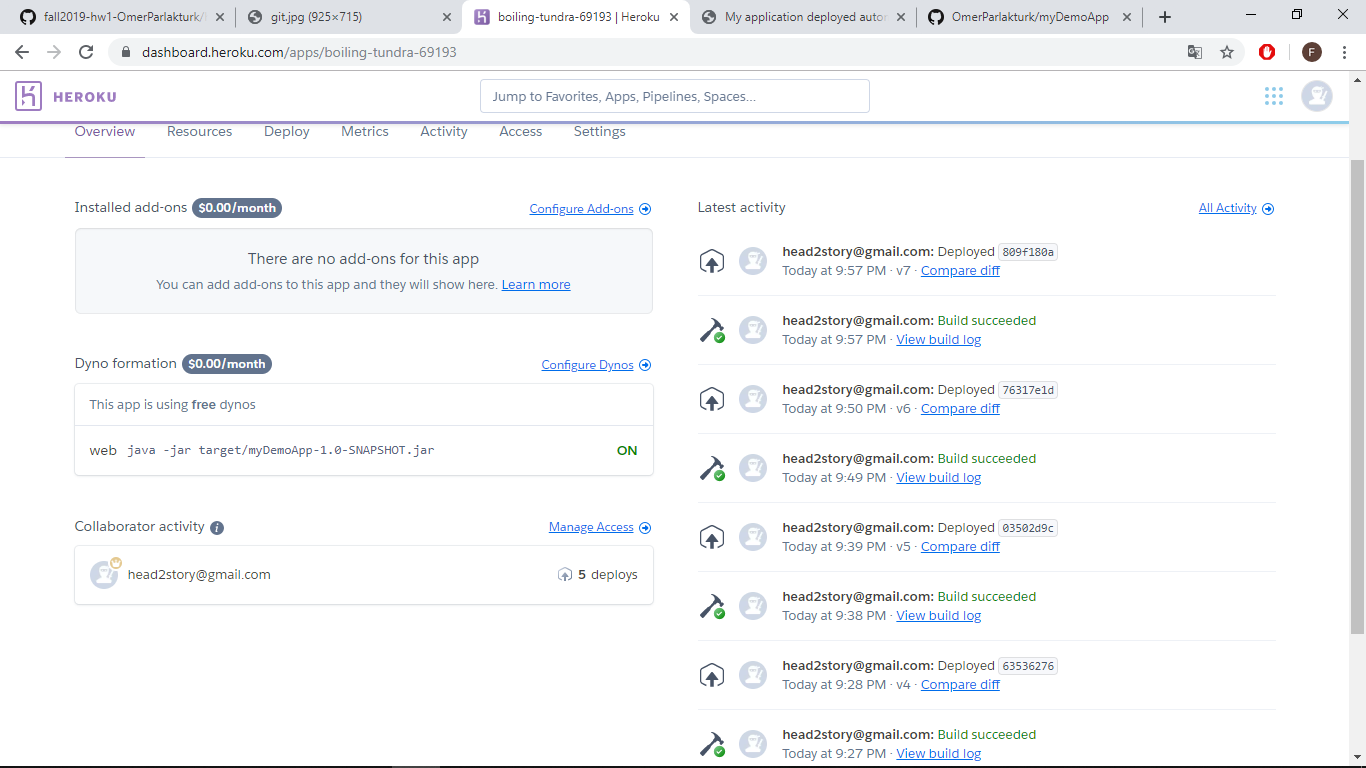 fall2019-hw1-OmerParlakturk/
git.jpg (925×715)
boiling-tundra-69193 | Heroku
My application deployed autor
OmerParlakturk/myDemoApp
dashboard.heroku.com/apps/boiling-tundra-69193
F
HEROKU
Jump to Favorites, Apps, Pipelines, Spaces...
Overview Resources Deploy Metrics Activity Access Settings
Installed add-ons $0.00/month Configure Add-ons
There are no add-ons for this app
You can add add-ons to this app and they will show here. Learn more
Dyno formation $0.00/month Configure Dynos
This app is using free dynos
web java -jar target/myDemoApp-1.0-SNAPSHOT.jar ON
Collaborator activity i Manage Access
head2story@gmail.com 5 deploys
Latest activity All Activity
head2story@gmail.com: Deployed 809f180a
Today at 9:57 PM · v7 · Compare diff
head2story@gmail.com: Build succeeded
Today at 9:57 PM · View build log
head2story@gmail.com: Deployed 76317e1d
Today at 9:50 PM · v6 · Compare diff
head2story@gmail.com: Build succeeded
Today at 9:49 PM · View build log
head2story@gmail.com: Deployed 03502d9c
Today at 9:39 PM · v5 · Compare diff
head2story@gmail.com: Build succeeded
Today at 9:38 PM · View build log
head2story@gmail.com: Deployed 63536276
Today at 9:28 PM · v4 · Compare diff
head2story@gmail.com: Build succeeded
Today at 9:27 PM · View build log